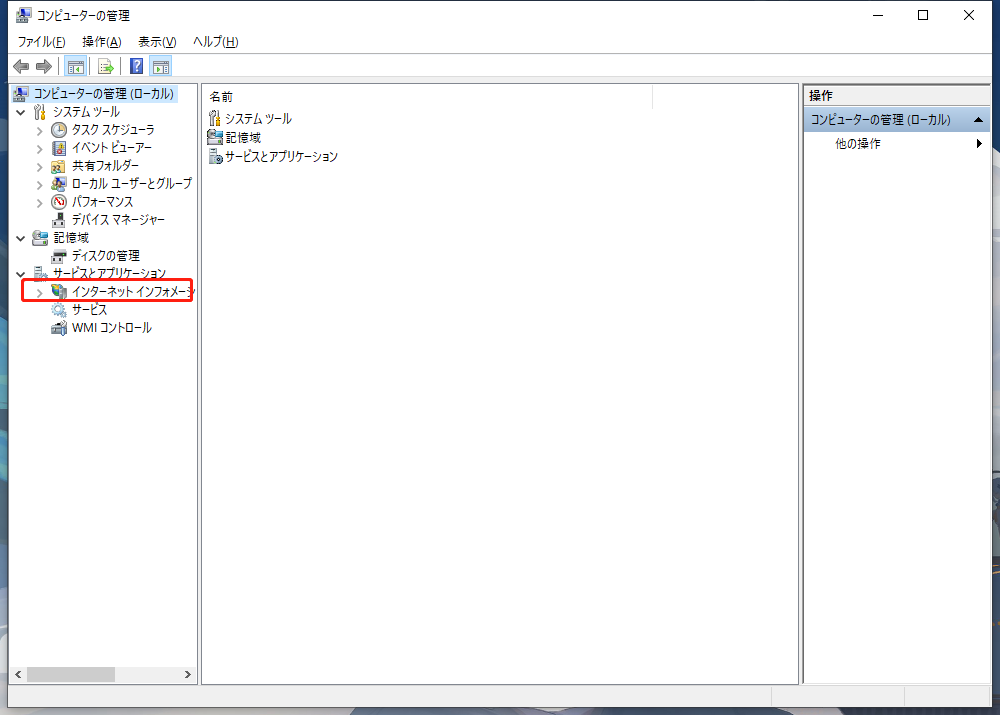 コンピューターの管理
ファイル(F) 操作(A) 表示(V) ヘルプ(H)
コンピューターの管理 (ローカル)
システム ツール
タスク スケジューラ
イベント ビューアー
共有フォルダー
ローカル ユーザーとグループ
パフォーマンス
デバイス マネージャー
記憶域
ディスクの管理
サービスとアプリケーション
インターネット インフォメーシ
サービス
WMI コントロール
名前
システム ツール
記憶域
サービスとアプリケーション
操作
コンピューターの管理 (ローカル)
他の操作